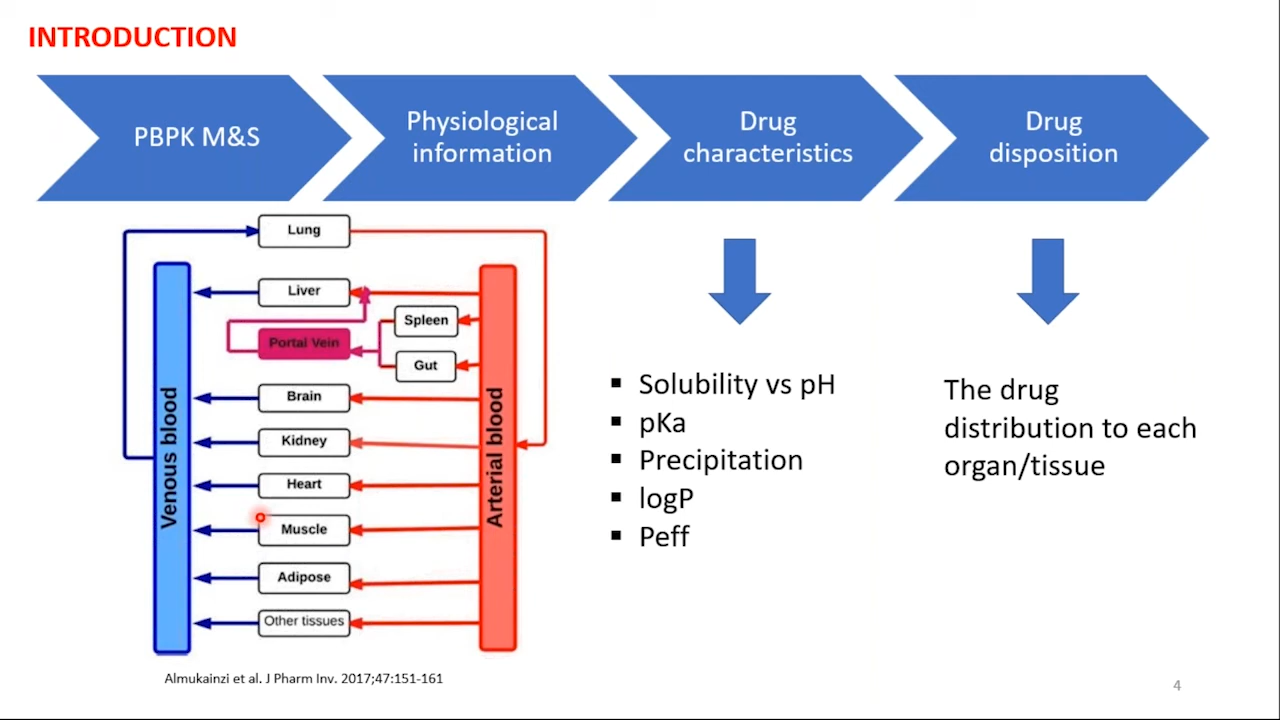 INTRODUCTION
PBPK M&S
Physiological
information
Drug
characteristics
Drug
disposition
Lung
Liver
Spleen
Portal Vein
Gut
Brain
Kidney
Heart
Muscle
Adipose
Other tissues
Venous blood
Arterial blood
▪ Solubility vs pH
▪ pKa
▪ Precipitation
▪ logP
▪ Peff
The drug
distribution to each
organ/tissue
Almukainzi et al. J Pharm Inv. 2017;47:151-161
4